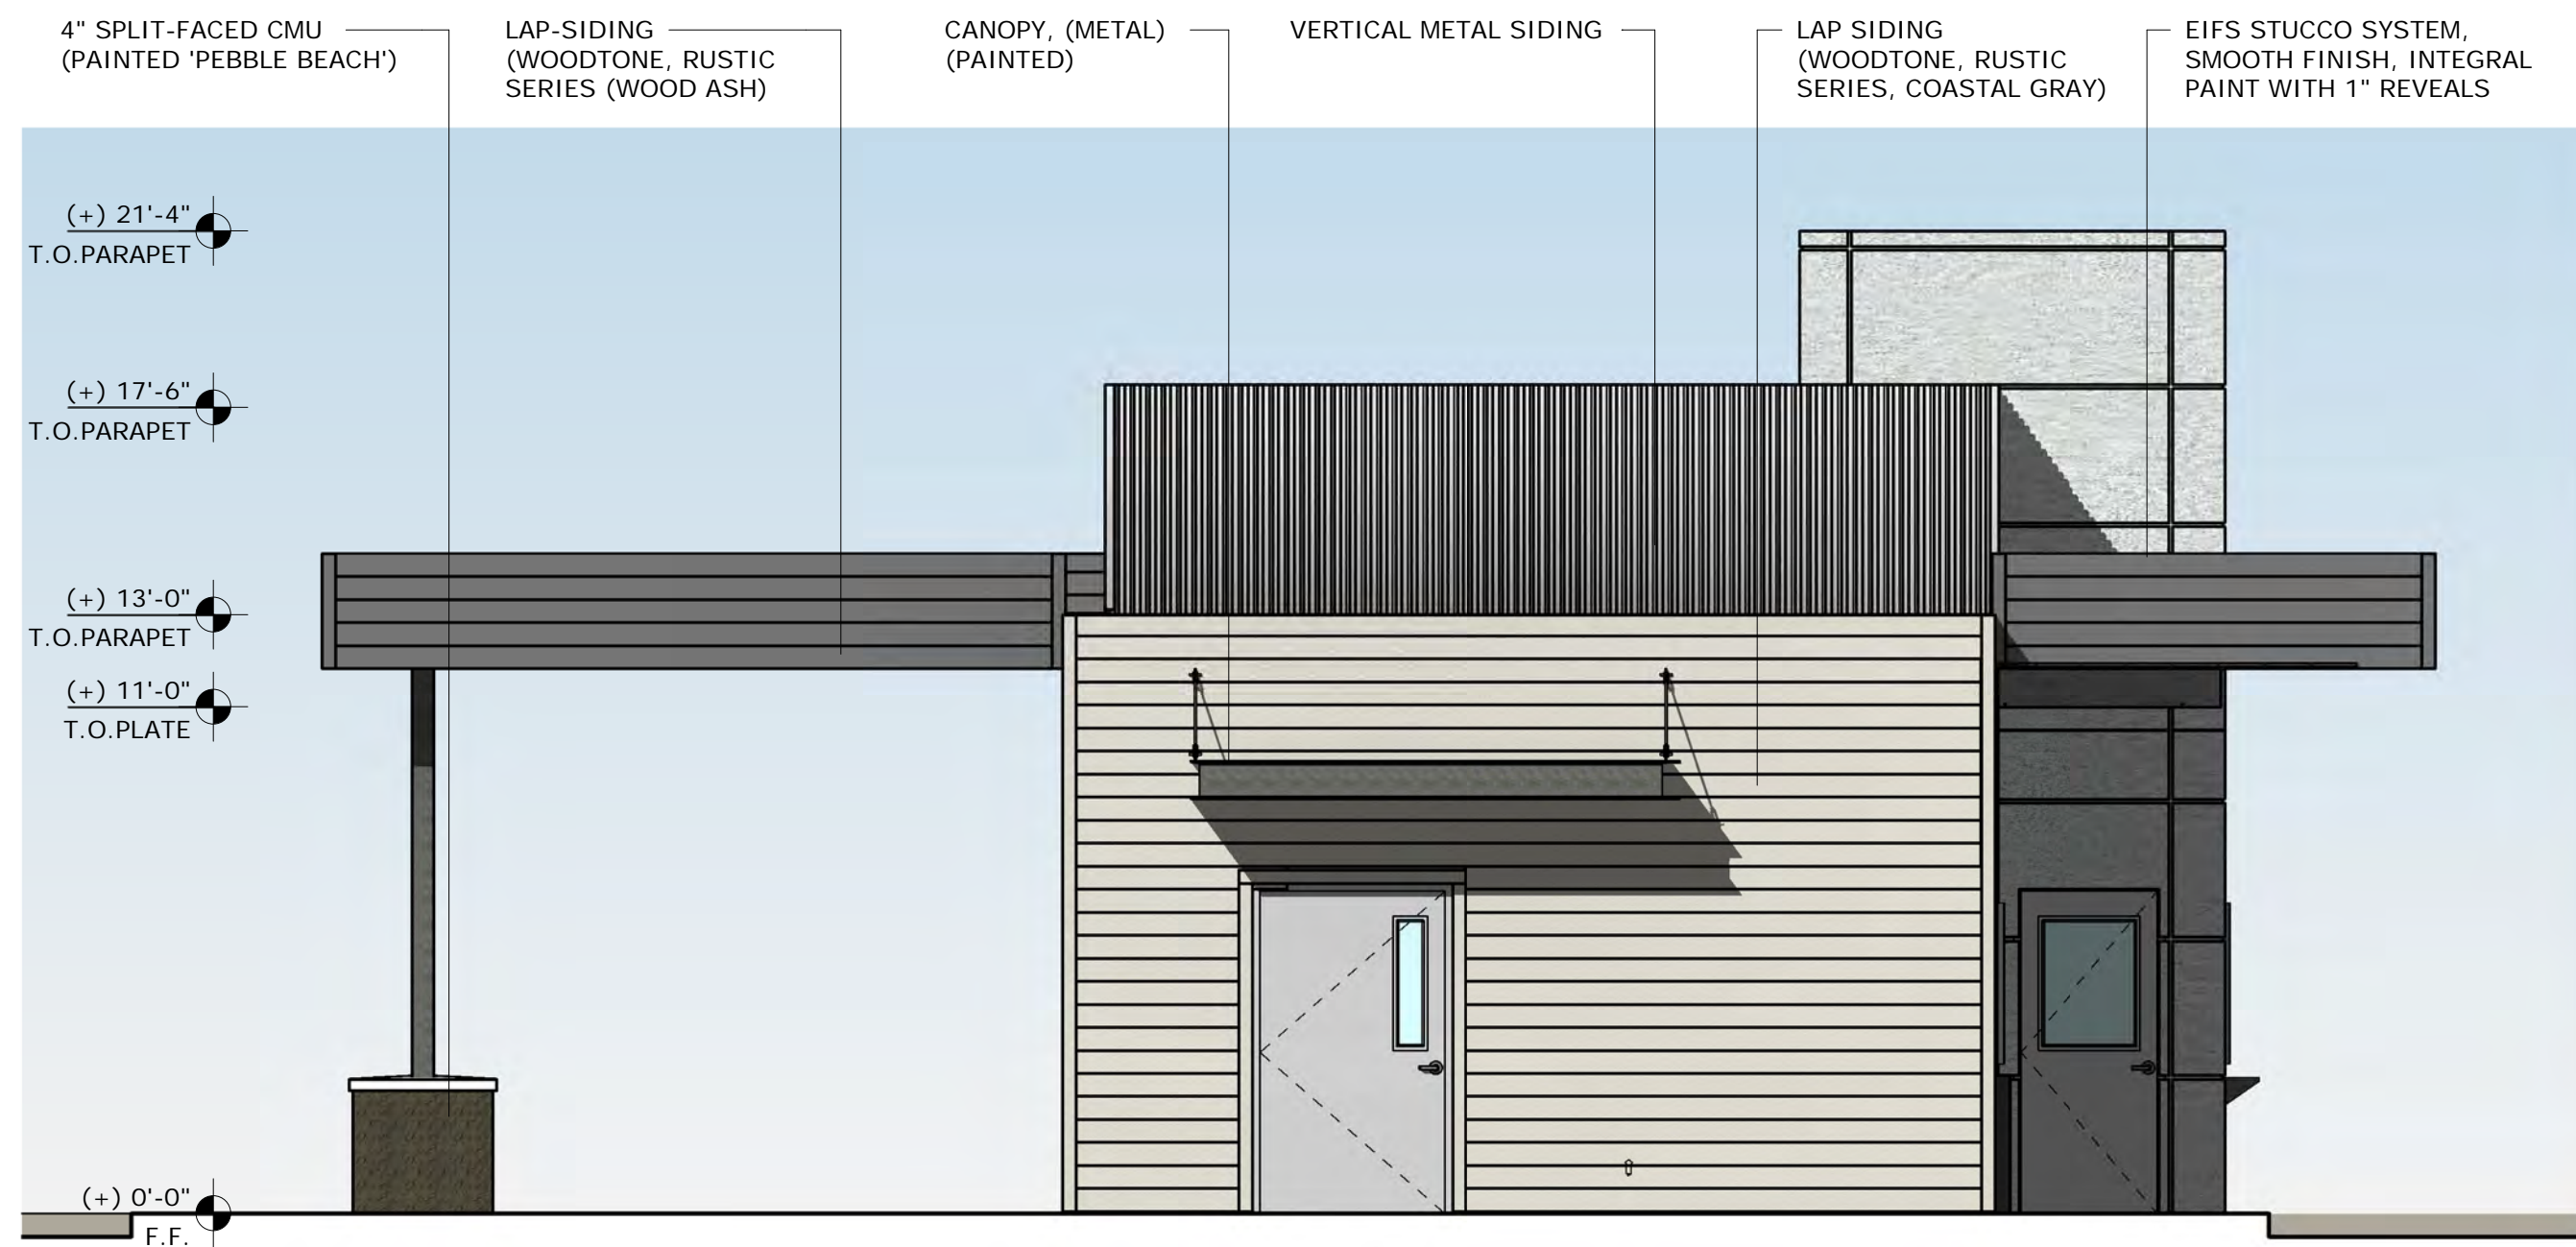 4" SPLIT-FACED CMU
(PAINTED 'PEBBLE BEACH')
LAP-SIDING
(WOODTONE, RUSTIC
SERIES (WOOD ASH)
CANOPY, (METAL)
(PAINTED)
VERTICAL METAL SIDING
LAP SIDING
(WOODTONE, RUSTIC
SERIES, COASTAL GRAY)
EIFS STUCCO SYSTEM,
SMOOTH FINISH, INTEGRAL
PAINT WITH 1" REVEALS
(+) 21'-4"
T.O.PARAPET
(+) 17'-6"
T.O.PARAPET
(+) 13'-0"
T.O.PARAPET
(+) 11'-0"
T.O.PLATE
(+) 0'-0"
F.F.